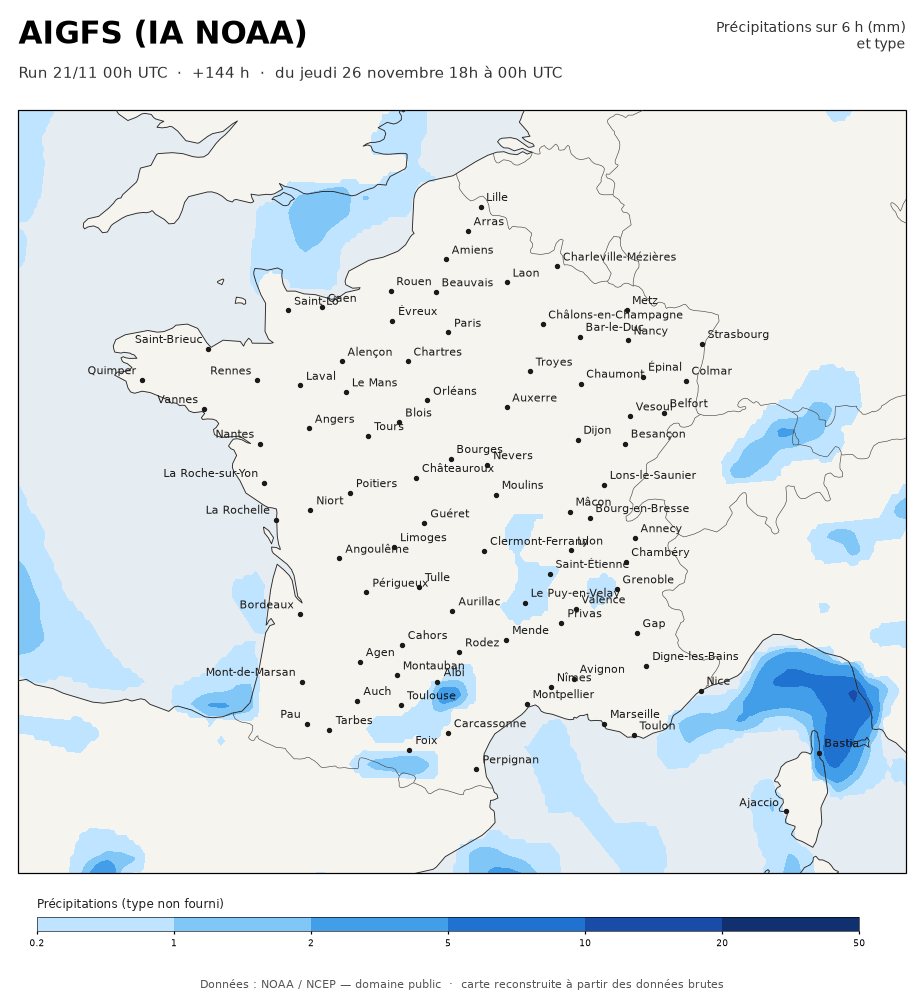 AIGFS (IA NOAA)
Précipitations sur 6 h (mm)
et type
Run 21/11 00h UTC · +144 h · du jeudi 26 novembre 18h à 00h UTC
Lille
Arras
Amiens
Charleville-Mézières
Laon
Rouen
Beauvais
Saint-Lô
Caen
Metz
Évreux
Châlons-en-Champagne
Paris
Bar-le-Duc
Nancy
Strasbourg
Saint-Brieuc
Alençon
Chartres
Troyes
Épinal
Quimper
Rennes
Laval
Le Mans
Chaumont
Colmar
Vannes
Orléans
Auxerre
Vesoul
Belfort
Blois
Angers
Tours
Nantes
Dijon
Besançon
Bourges
Nevers
La Roche-sur-Yon
Châteauroux
Lons-le-Saunier
Poitiers
Moulins
Niort
Mâcon
Bourg-en-Bresse
La Rochelle
Guéret
Annecy
Limoges
Clermont-Ferrand
Lyon
Angoulême
Chambéry
Saint-Étienne
Tulle
Périgueux
Grenoble
Le Puy-en-Velay
Valence
Bordeaux
Aurillac
Privas
Mende
Gap
Cahors
Rodez
Agen
Digne-les-Bains
Montauban
Avignon
Mont-de-Marsan
Albi
Nîmes
Nice
Auch
Toulouse
Montpellier
Pau
Tarbes
Carcassonne
Marseille
Toulon
Foix
Bastia
Perpignan
Ajaccio
Précipitations (type non fourni)
0.2 1 2 5 10 20 50
Données : NOAA / NCEP — domaine public · carte reconstruite à partir des données brutes